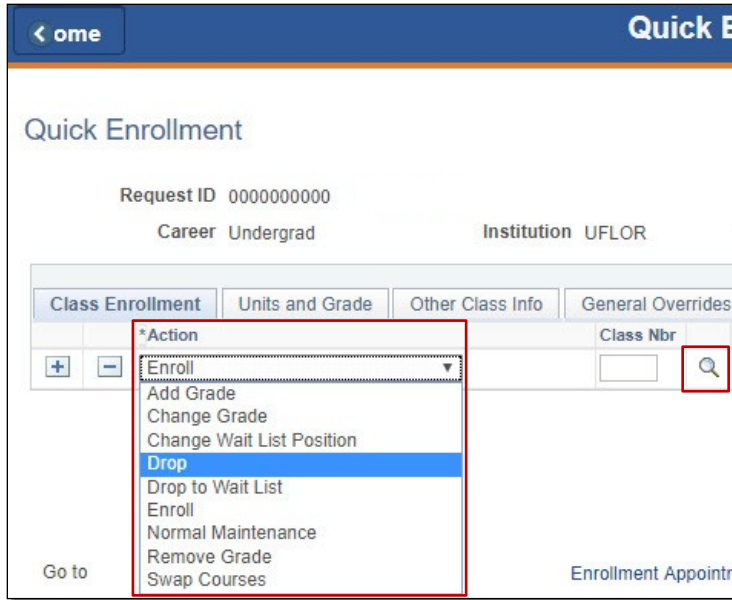 ome Quick E
Quick Enrollment
Request ID 0000000000
Career Undergrad Institution UFLOR
Class Enrollment Units and Grade Other Class Info General Overrides
*Action Class Nbr
Enroll
Add Grade
Change Grade
Change Wait List Position
Drop
Drop to Wait List
Enroll
Normal Maintenance
Remove Grade
Swap Courses
Go to Enrollment Appointm